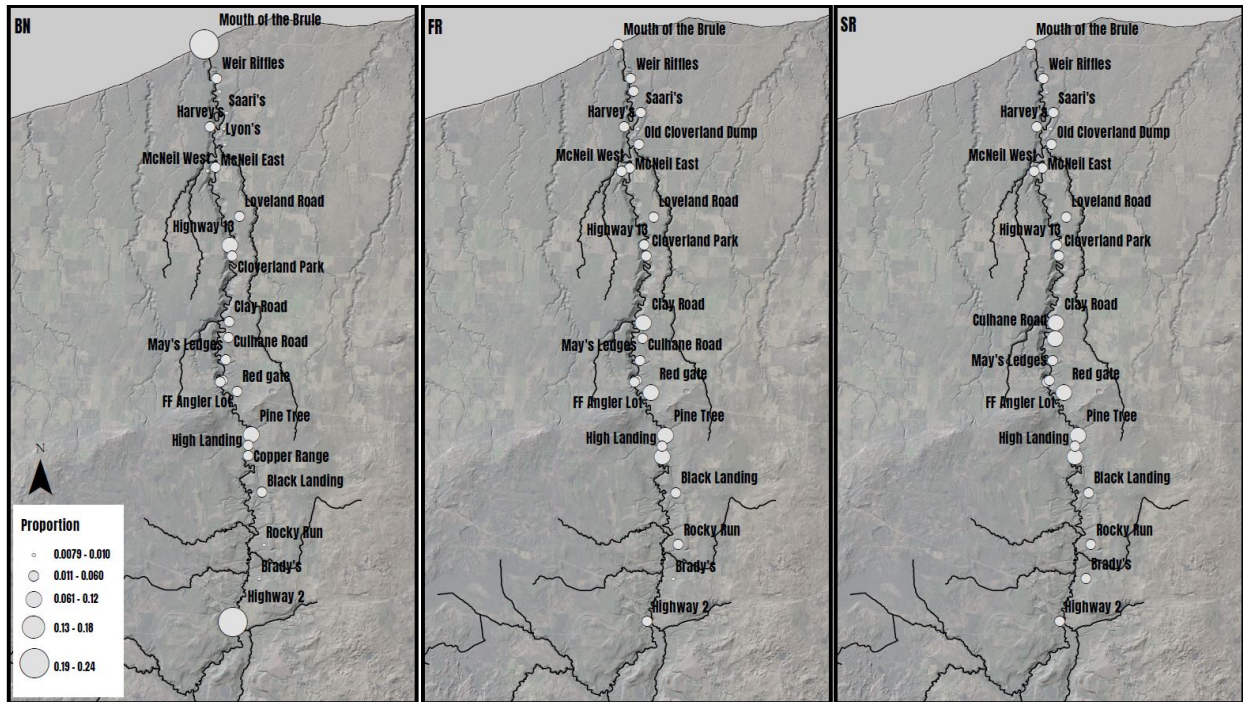 BN
Mouth of the Brule
Weir Riffles
Saari's
Harvey's
Lyon's
McNeil West
McNeil East
Loveland Road
Highway 13
Cloverland Park
Clay Road
Culhane Road
May's Ledges
Red gate
FF Angler Lot
Pine Tree
High Landing
Copper Range
Black Landing
Rocky Run
Brady's
Highway 2
N
Proportion
0.0079 - 0.010
0.011 - 0.060
0.061 - 0.12
0.13 - 0.18
0.19 - 0.24
FR
Mouth of the Brule
Weir Riffles
Saari's
Harvey's
Old Cloverland Dump
McNeil West
McNeil East
Loveland Road
Highway 13
Cloverland Park
Clay Road
May's Ledges
Culhane Road
Red gate
FF Angler Lot
Pine Tree
High Landing
Black Landing
Rocky Run
Brady's
Highway 2
SR
Mouth of the Brule
Weir Riffles
Saari's
Harvey's
Old Cloverland Dump
McNeil West
McNeil East
Loveland Road
Highway 13
Cloverland Park
Clay Road
Culhane Road
May's Ledges
Red gate
FF Angler Lot
Pine Tree
High Landing
Black Landing
Rocky Run
Brady's
Highway 2